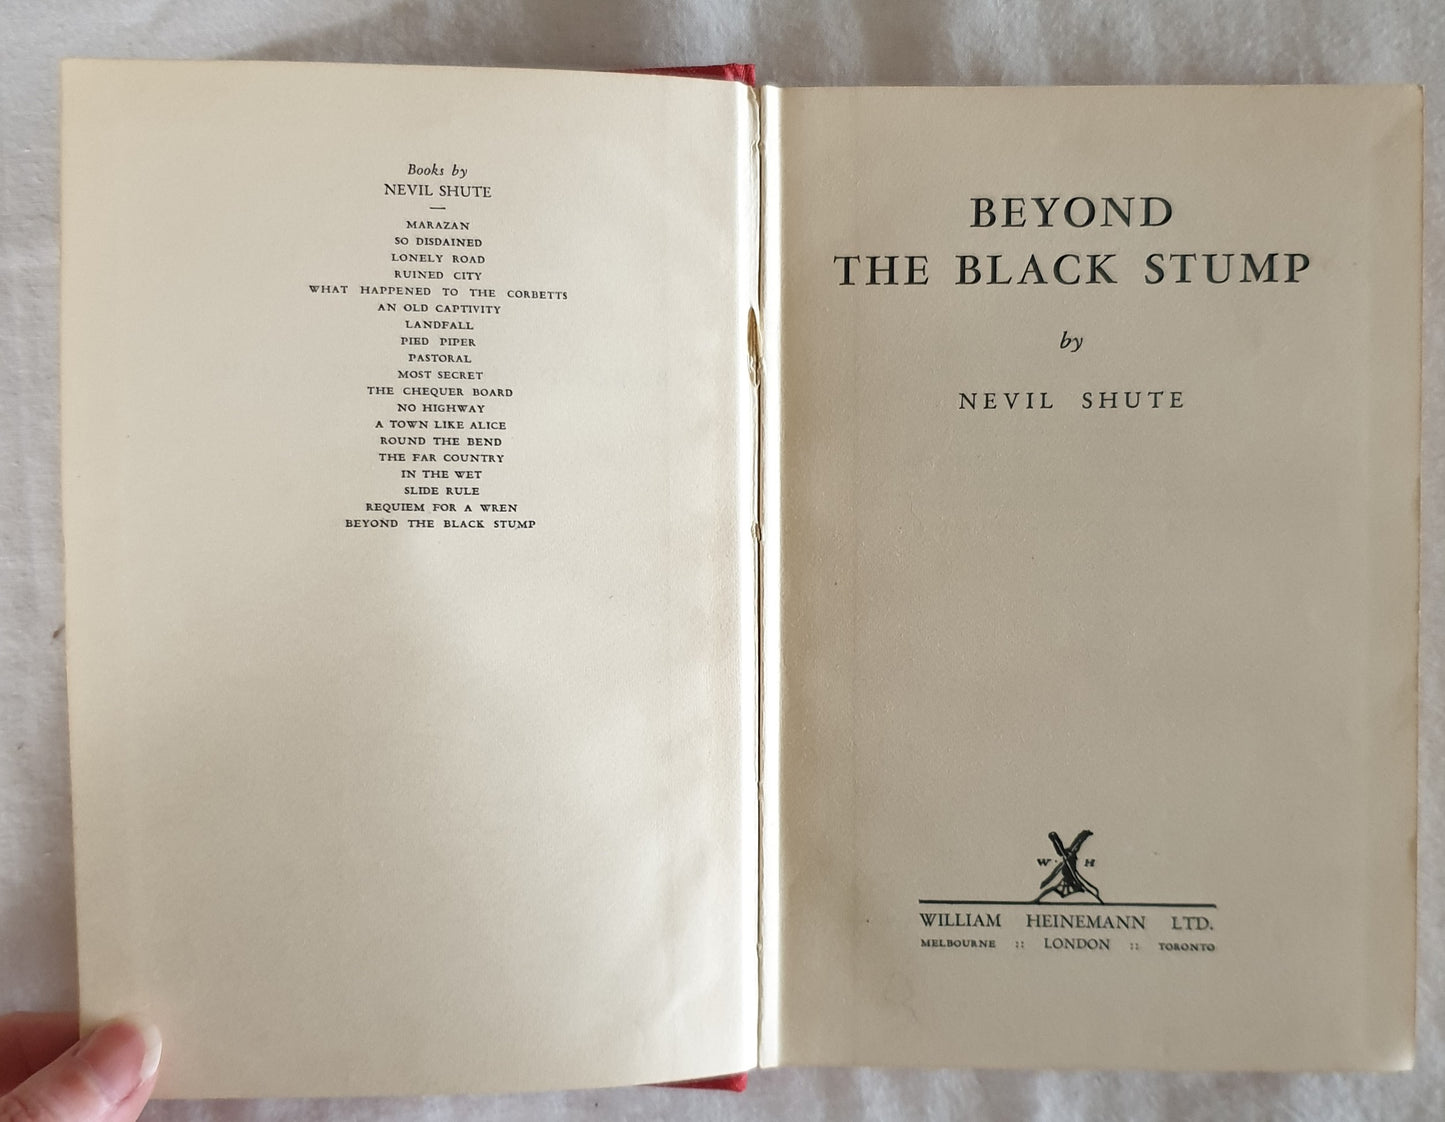 Books by
NEVIL SHUTE
MARAZAN
SO DISDAINED
LONELY ROAD
RUINED CITY
WHAT HAPPENED TO THE CORBETTS
AN OLD CAPTIVITY
LANDFALL
PIED PIPER
PASTORAL
MOST SECRET
THE CHEQUER BOARD
NO HIGHWAY
A TOWN LIKE ALICE
ROUND THE BEND
THE FAR COUNTRY
IN THE WET
SLIDE RULE
REQUIEM FOR A WREN
BEYOND THE BLACK STUMP
BEYOND
THE BLACK STUMP
by
NEVIL SHUTE
W H
WILLIAM HEINEMANN LTD.
MELBOURNE :: LONDON :: TORONTO